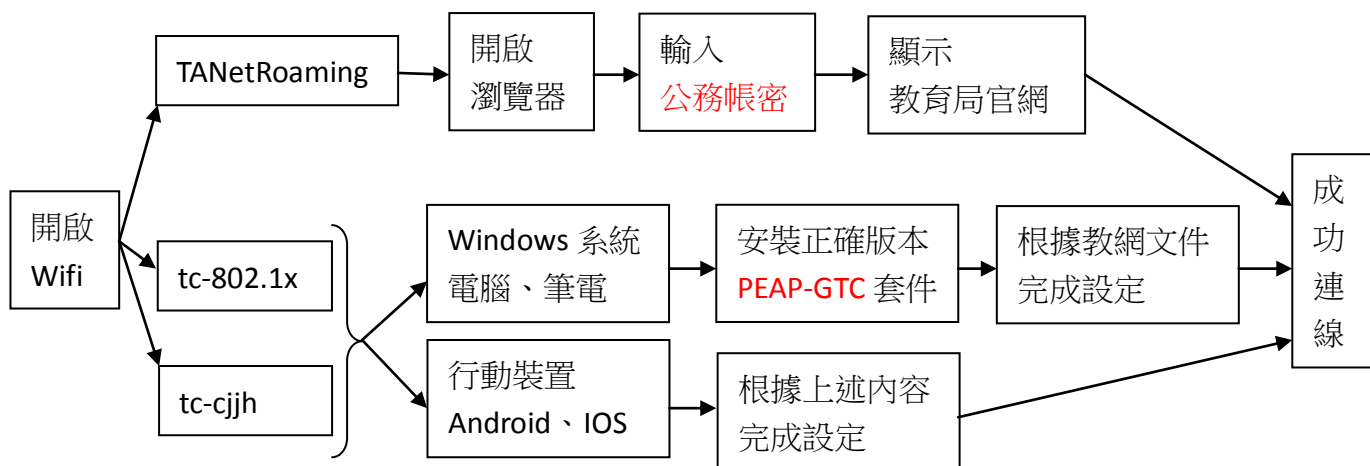 開啟
Wifi
TANetRoaming
開啟
瀏覽器
輸入
公務帳密
顯示
教育局官網
tc-802.1x
tc-cjjh
Windows 系統
電腦、筆電
安裝正確版本
PEAP-GTC 套件
根據教網文件
完成設定
行動裝置
Android、IOS
根據上述內容
完成設定
成
功
連
線